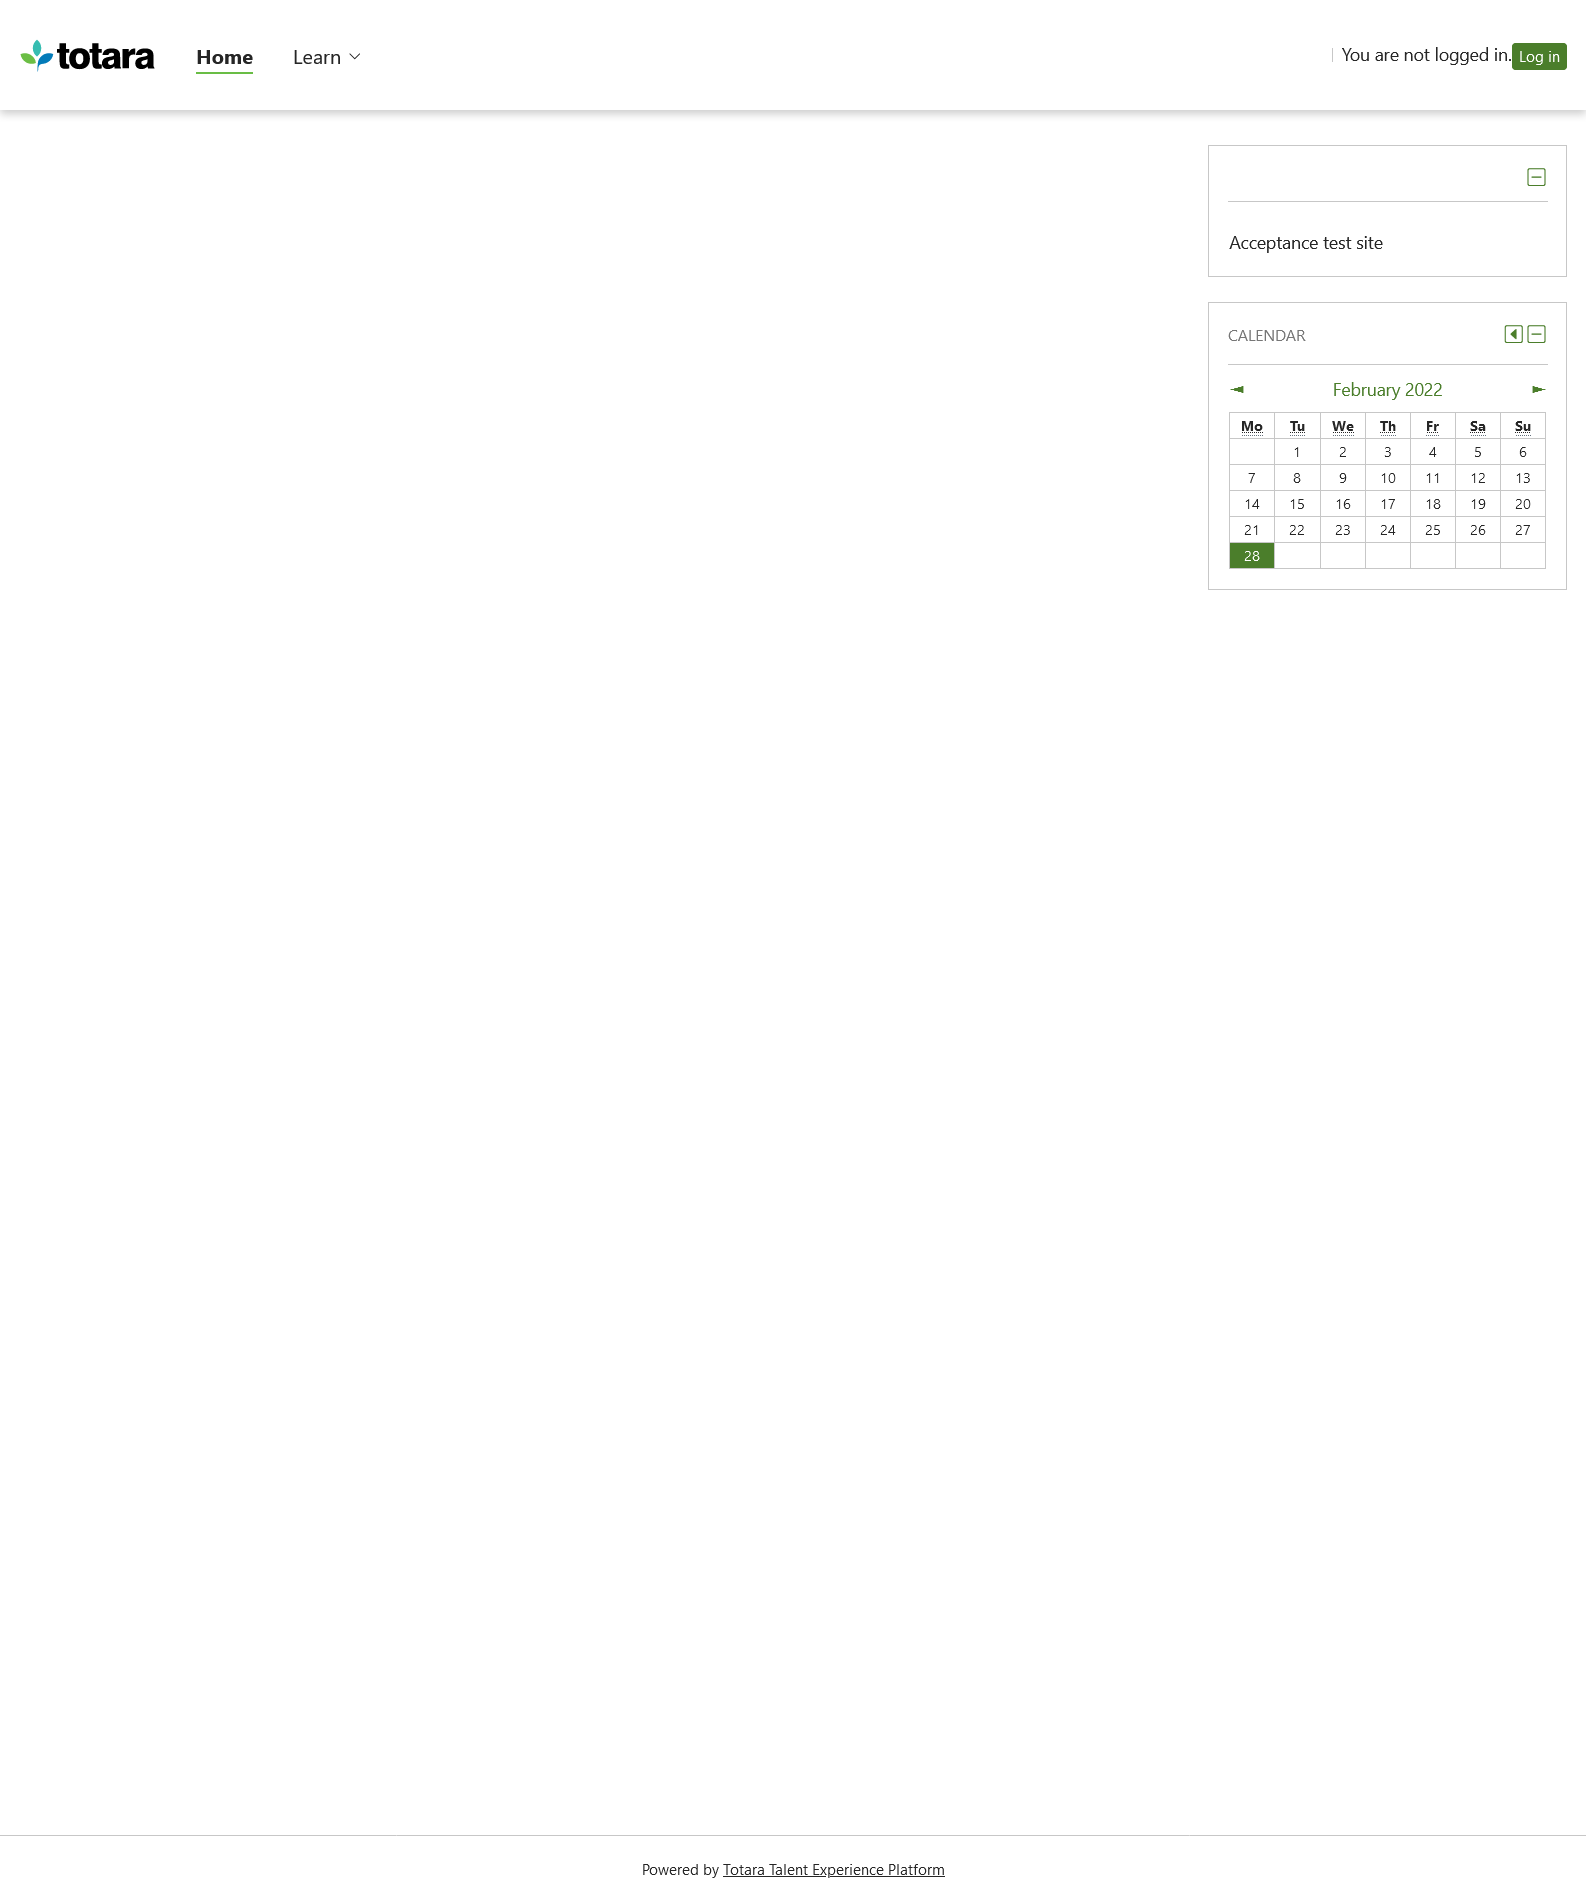 totara
Home Learn
You are not logged in. Log in
Acceptance test site
CALENDAR
February 2022
Mo Tu We Th Fr Sa Su
1 2 3 4 5 6
7 8 9 10 11 12 13
14 15 16 17 18 19 20
21 22 23 24 25 26 27
28
Powered by Totara Talent Experience Platform